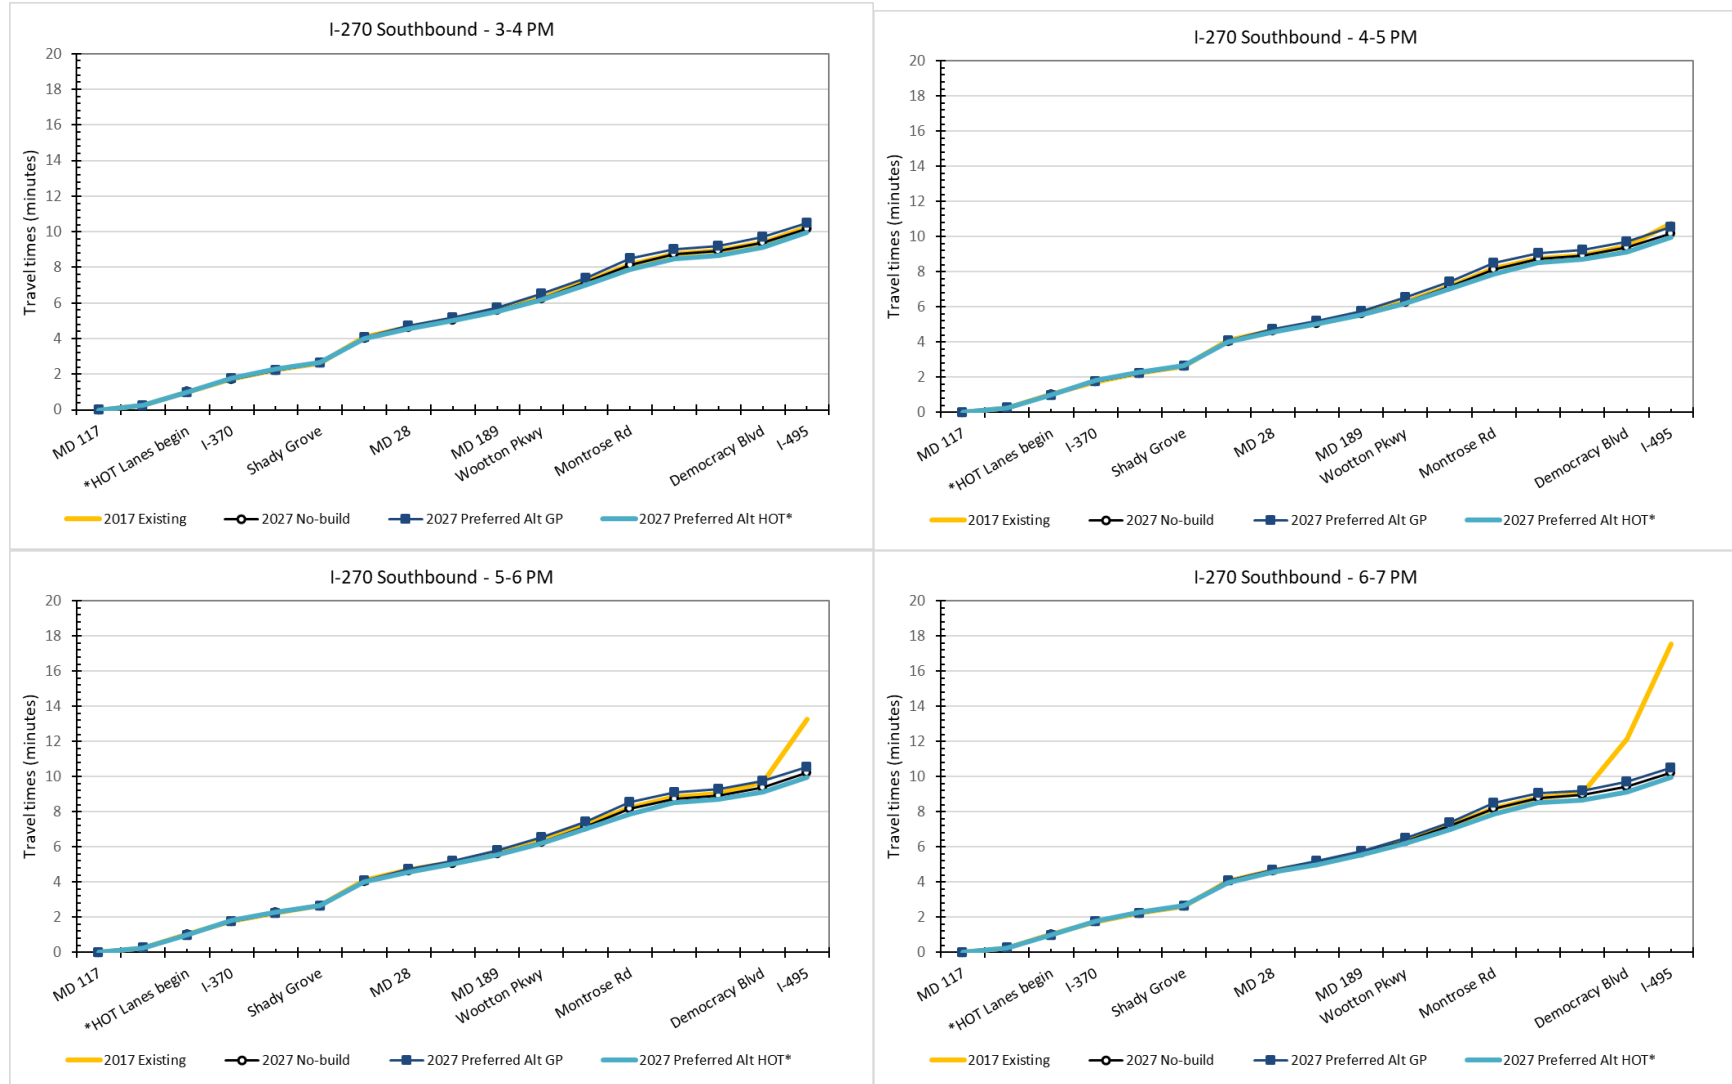 I-270 Southbound - 3-4 PM
Travel times (minutes)
20
18
16
14
12
10
8
6
4
2
0
MD 117
*HOT Lanes begin
I-370
Shady Grove
MD 28
MD 189
Wootton Pkwy
Montrose Rd
Democracy Blvd
I-495
2017 Existing
2027 No-build
2027 Preferred Alt GP
2027 Preferred Alt HOT*
I-270 Southbound - 4-5 PM
Travel times (minutes)
20
18
16
14
12
10
8
6
4
2
0
MD 117
*HOT Lanes begin
I-370
Shady Grove
MD 28
MD 189
Wootton Pkwy
Montrose Rd
Democracy Blvd
I-495
2017 Existing
2027 No-build
2027 Preferred Alt GP
2027 Preferred Alt HOT*
I-270 Southbound - 5-6 PM
Travel times (minutes)
20
18
16
14
12
10
8
6
4
2
0
MD 117
*HOT Lanes begin
I-370
Shady Grove
MD 28
MD 189
Wootton Pkwy
Montrose Rd
Democracy Blvd
I-495
2017 Existing
2027 No-build
2027 Preferred Alt GP
2027 Preferred Alt HOT*
I-270 Southbound - 6-7 PM
Travel times (minutes)
20
18
16
14
12
10
8
6
4
2
0
MD 117
*HOT Lanes begin
I-370
Shady Grove
MD 28
MD 189
Wootton Pkwy
Montrose Rd
Democracy Blvd
I-495
2017 Existing
2027 No-build
2027 Preferred Alt GP
2027 Preferred Alt HOT*